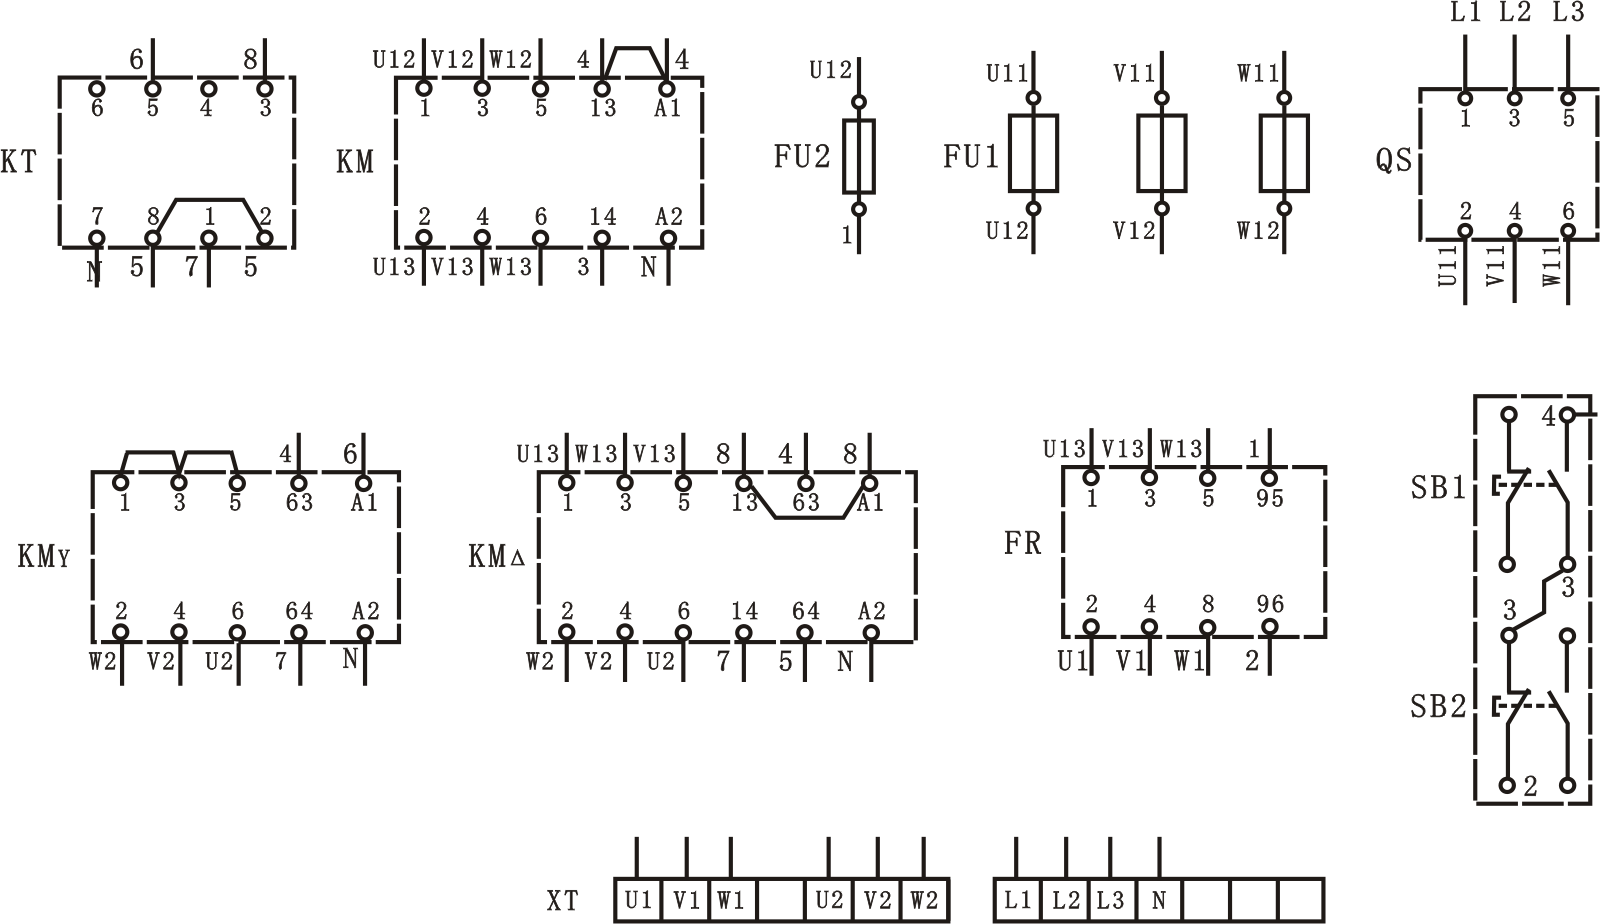 L1 L2 L3
6 8
6 5 4 3
KT
7 8 1 2
N 5 7 5
U12 V12 W12 4 4
1 3 5 13 A1
KM
2 4 6 14 A2
U13 V13 W13 3 N
U12
FU2
1
U11 V11 W11
FU1
U12 V12 W12
1 3 5
QS
2 4 6
U11 V11 W11
4 6
1 3 5 63 A1
KMY
2 4 6 64 A2
W2 V2 U2 7 N
U13 W13 V13 8 4 8
1 3 5 13 63 A1
KM△
2 4 6 14 64 A2
W2 V2 U2 7 5 N
U13 V13 W13 1
1 3 5 95
FR
2 4 8 96
U1 V1 W1 2
4
SB1
3
3
SB2
2
XT U1 V1 W1 U2 V2 W2 L1 L2 L3 N